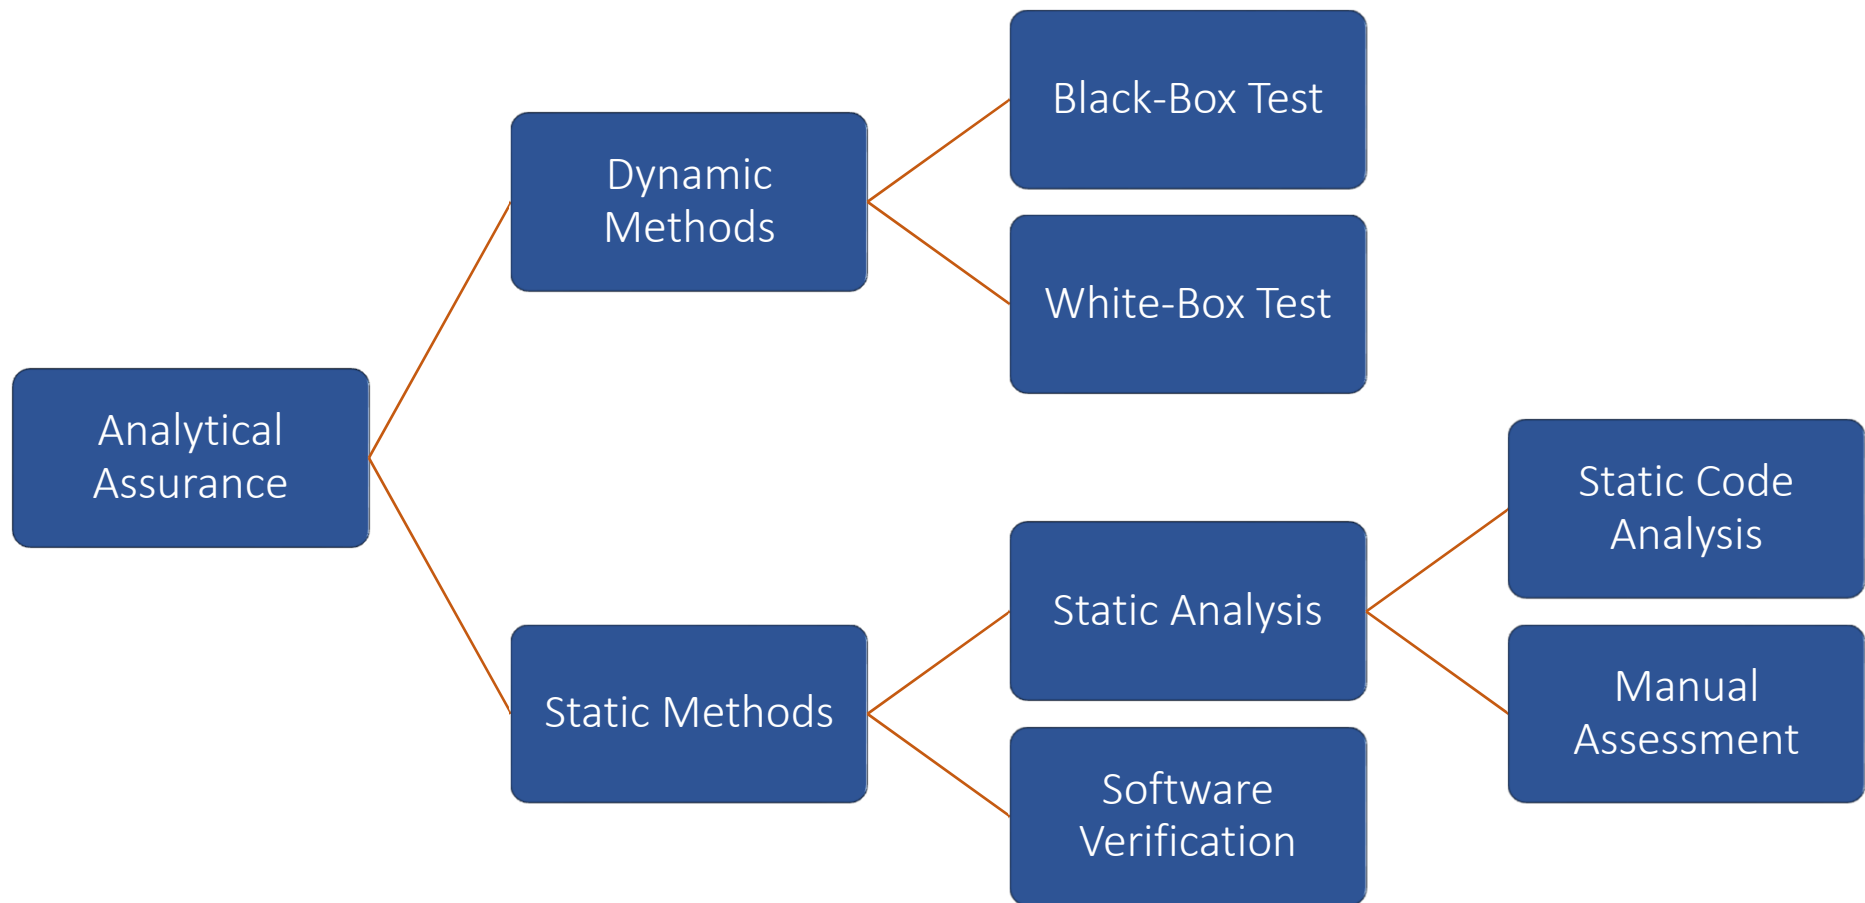 Analytical
Assurance
Dynamic
Methods
Black-Box Test
White-Box Test
Static Methods
Static Analysis
Static Code
Analysis
Manual
Assessment
Software
Verification